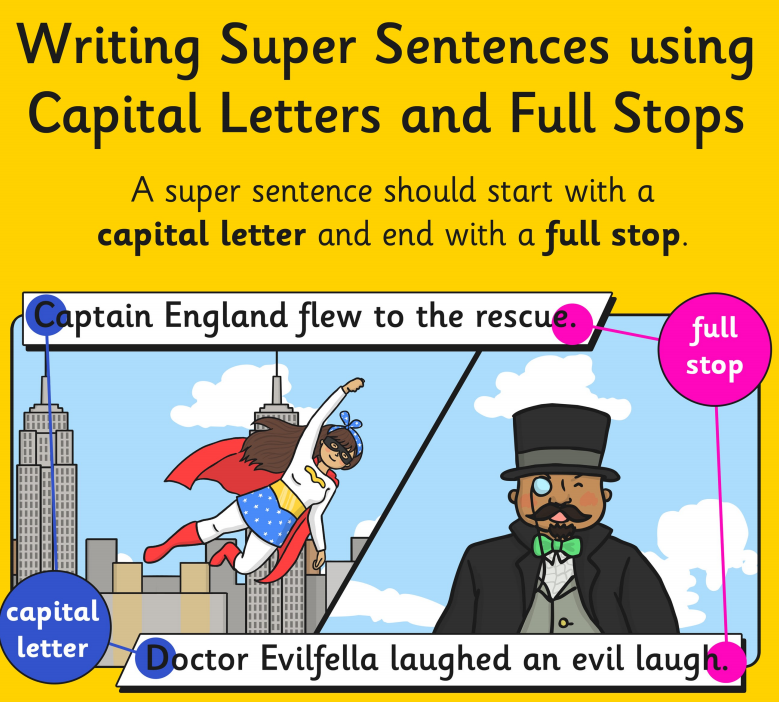 Writing Super Sentences using
Capital Letters and Full Stops
A super sentence should start with a
capital letter and end with a full stop.
Captain England flew to the rescue.
full
stop
capital
letter
Doctor Evilfella laughed an evil laugh.